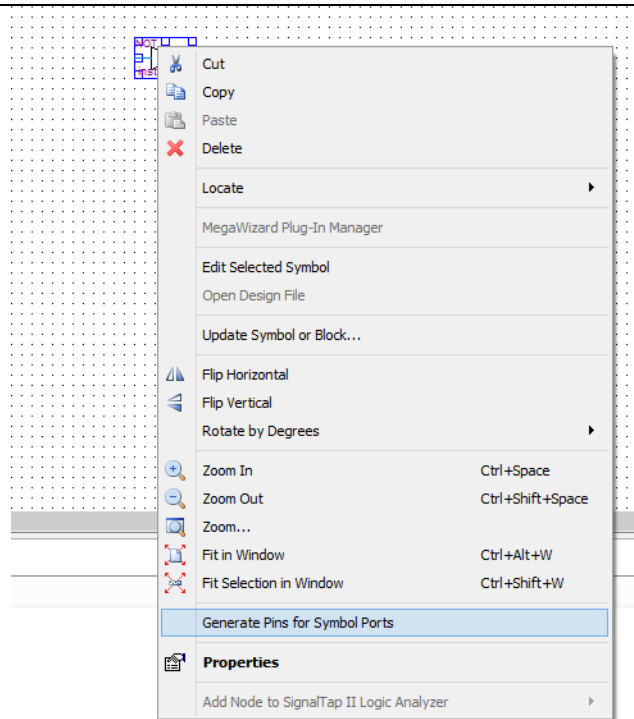 NOT
inst
Cut
Copy
Paste
Delete
Locate
MegaWizard Plug-In Manager
Edit Selected Symbol
Open Design File
Update Symbol or Block...
Flip Horizontal
Flip Vertical
Rotate by Degrees
Zoom In Ctrl+Space
Zoom Out Ctrl+Shift+Space
Zoom...
Fit in Window Ctrl+Alt+W
Fit Selection in Window Ctrl+Shift+W
Generate Pins for Symbol Ports
Properties
Add Node to SignalTap II Logic Analyzer